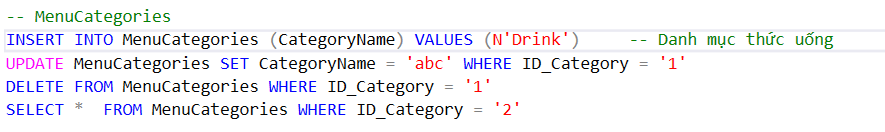 -- MenuCategories
INSERT INTO MenuCategories (CategoryName) VALUES (N'Drink')     -- Danh mục thức uống
UPDATE MenuCategories SET CategoryName = 'abc' WHERE ID_Category = '1'
DELETE FROM MenuCategories WHERE ID_Category = '1'
SELECT *  FROM MenuCategories WHERE ID_Category = '2'